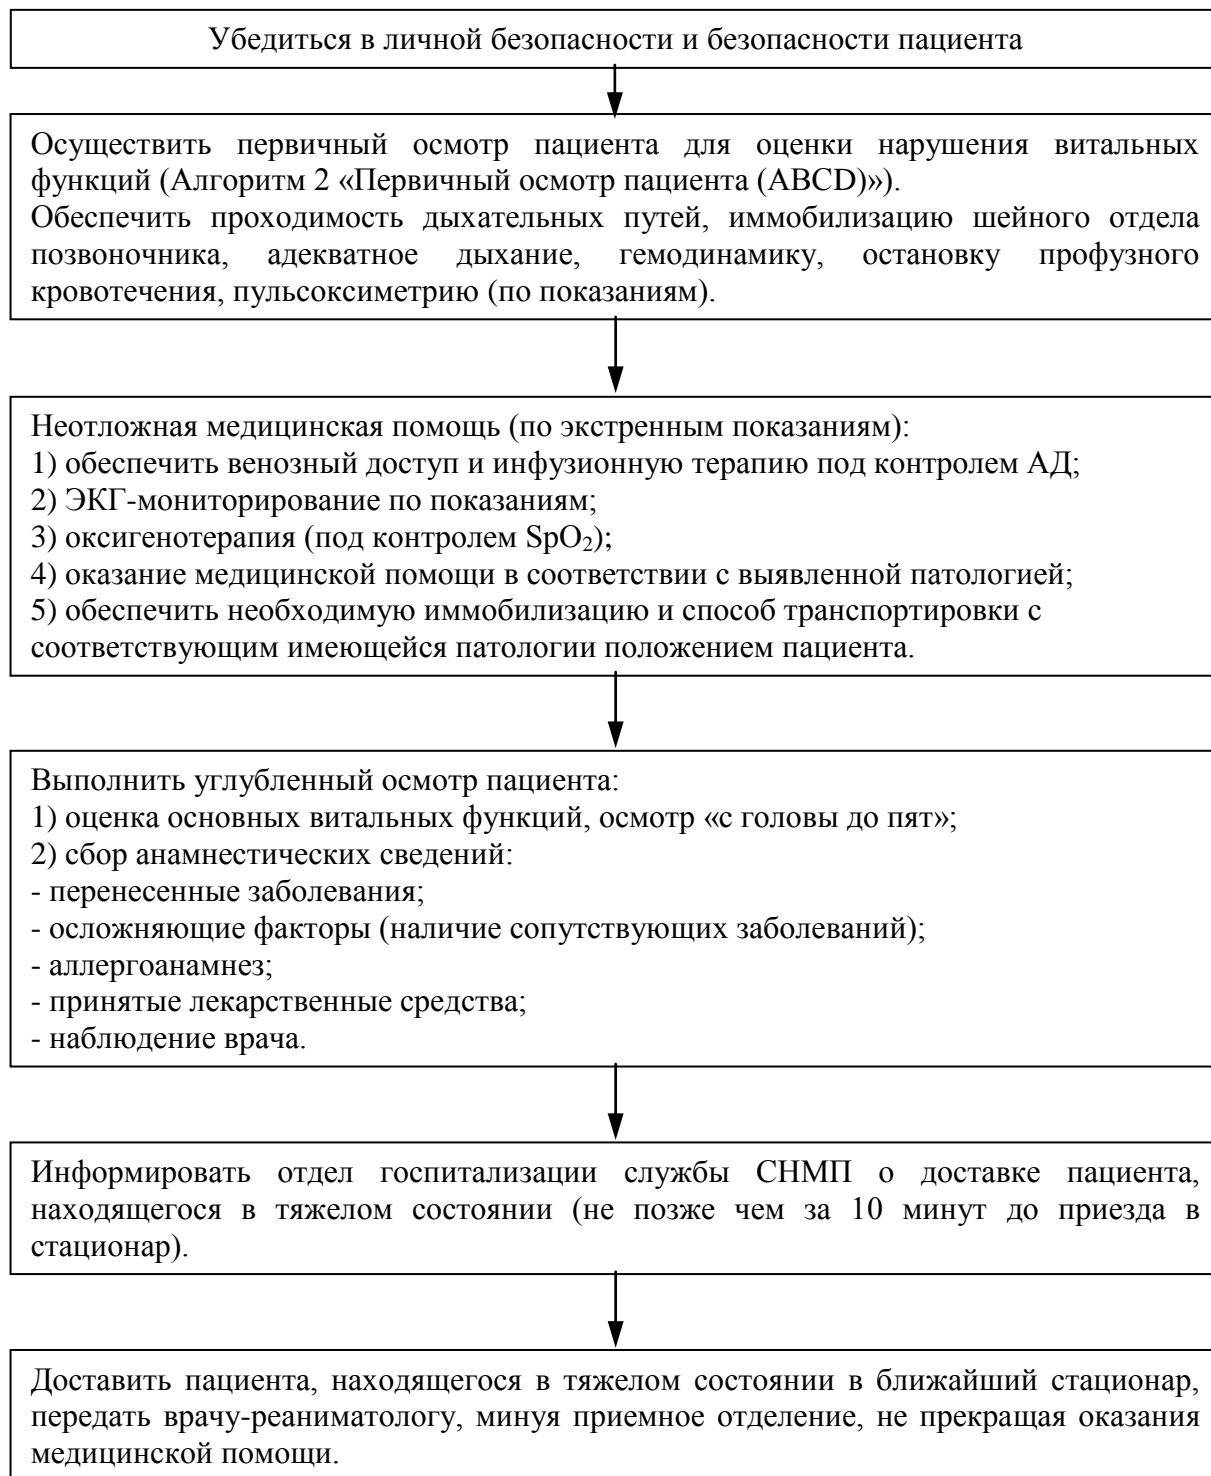 Убедиться в личной безопасности и безопасности пациента
Осуществить первичный осмотр пациента для оценки нарушения витальных
функций (Алгоритм 2 «Первичный осмотр пациента (ABCD)»).
Обеспечить проходимость дыхательных путей, иммобилизацию шейного отдела
позвоночника, адекватное дыхание, гемодинамику, остановку профузного
кровотечения, пульсоксиметрию (по показаниям).
Неотложная медицинская помощь (по экстренным показаниям):
1) обеспечить венозный доступ и инфузионную терапию под контролем АД;
2) ЭКГ-мониторирование по показаниям;
3) оксигенотерапия (под контролем SpO₂);
4) оказание медицинской помощи в соответствии с выявленной патологией;
5) обеспечить необходимую иммобилизацию и способ транспортировки с
соответствующим имеющейся патологии положением пациента.
Выполнить углубленный осмотр пациента:
1) оценка основных витальных функций, осмотр «с головы до пят»;
2) сбор анамнестических сведений:
- перенесенные заболевания;
- осложняющие факторы (наличие сопутствующих заболеваний);
- аллергоанамнез;
- принятые лекарственные средства;
- наблюдение врача.
Информировать отдел госпитализации службы СНМП о доставке пациента,
находящегося в тяжелом состоянии (не позже чем за 10 минут до приезда в
стационар).
Доставить пациента, находящегося в тяжелом состоянии в ближайший стационар,
передать врачу-реаниматологу, минуя приемное отделение, не прекращая оказания
медицинской помощи.